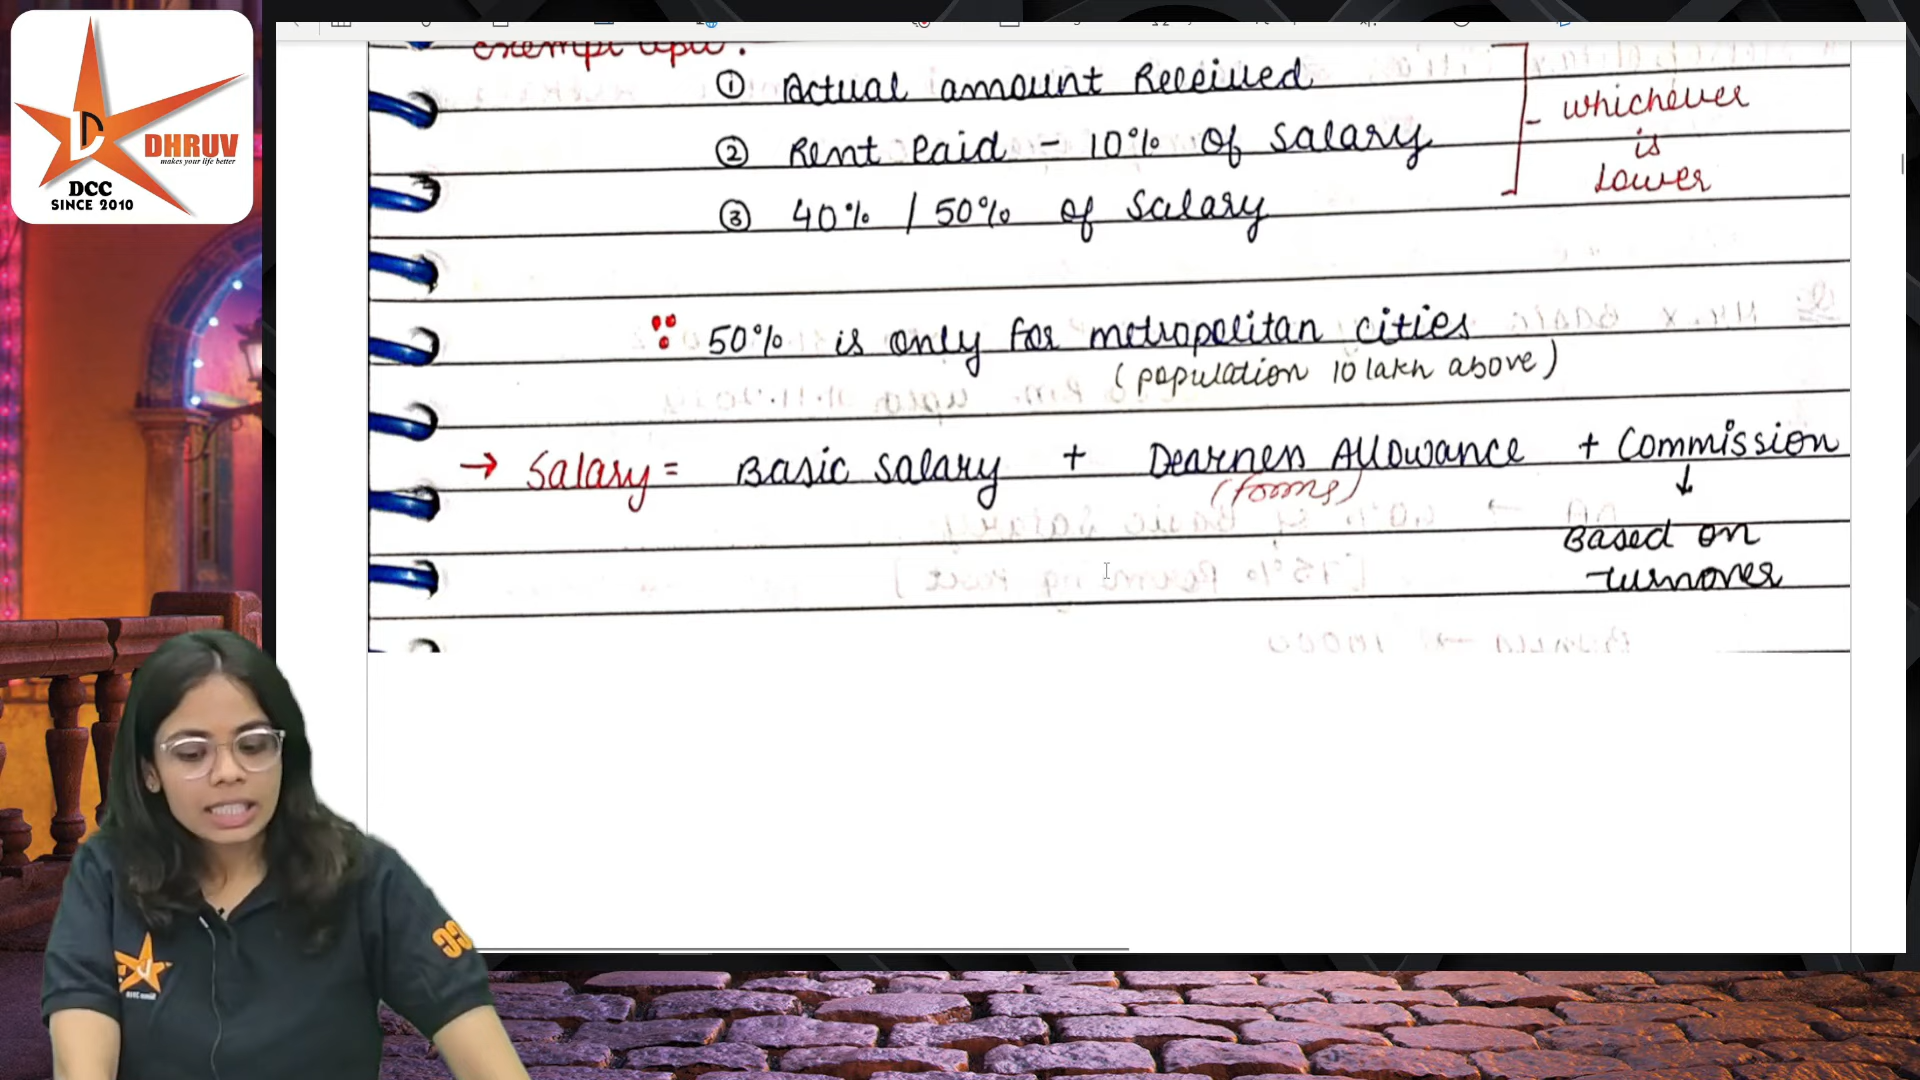 exempt upto:
① Actual amount Received
② Rent Paid - 10% of Salary
③ 40% / 50% of Salary
- whichever
is
Lower
50% is only for metropolitan cities
(population 10 lakh above)
→ Salary = Basic Salary + Dearness Allowance + Commission
(forms) ↓
Based on
turnover
D
DHRUV
makes your life better
DCC
SINCE 2010